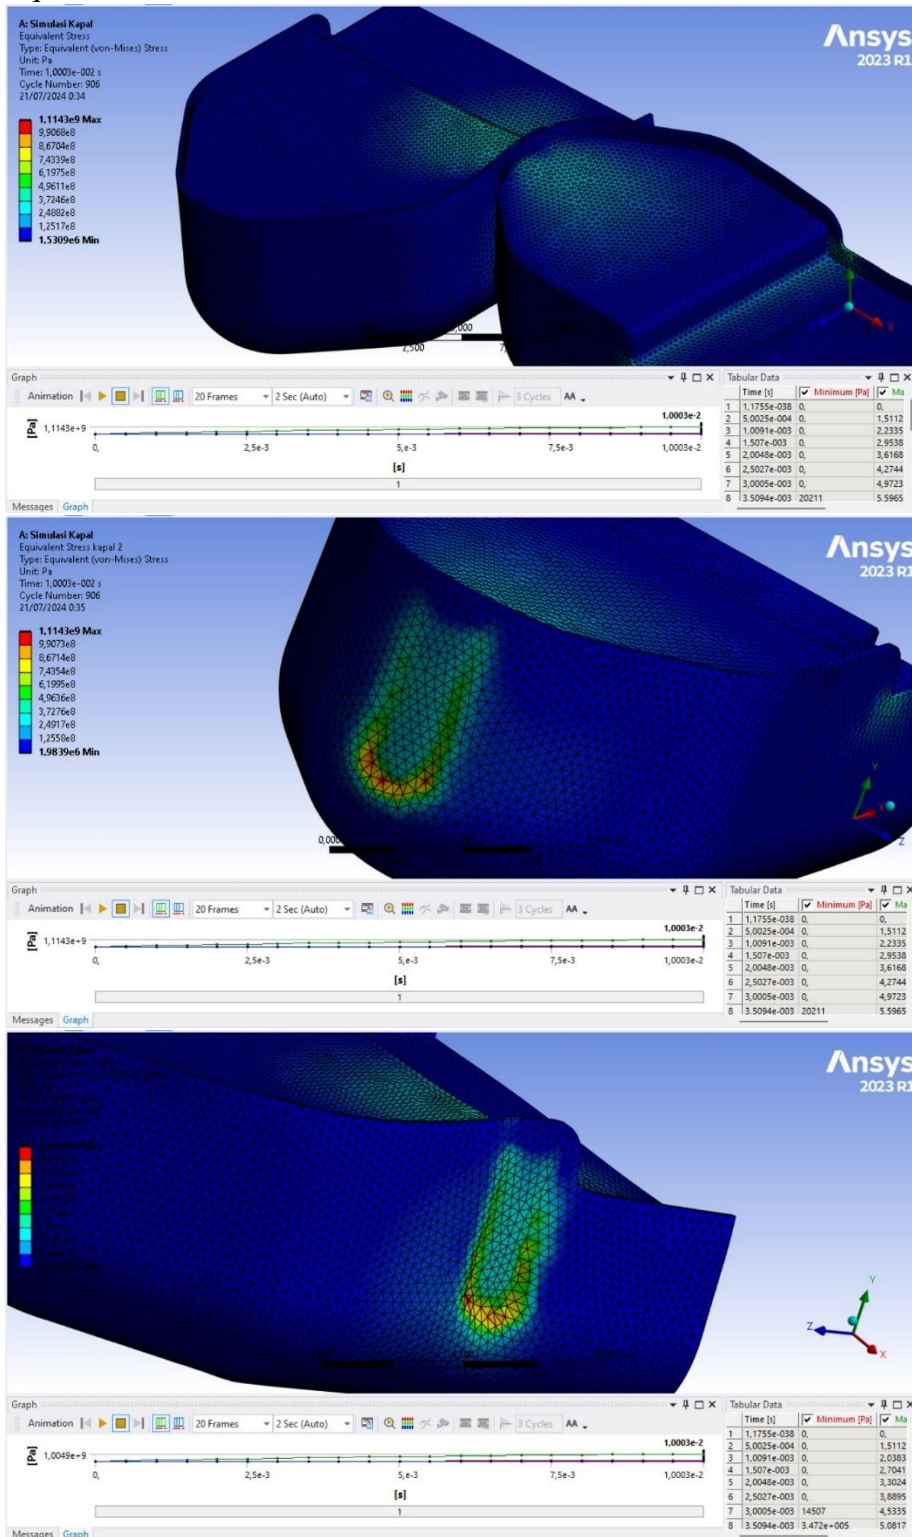 A: Simulasi Kapal
Equivalent Stress
Type: Equivalent (von-Mises) Stress
Unit: Pa
Time: 1,0003e-002 s
Cycle Number: 906
21/07/2024 0:34
1,1143e9 Max
9,9068e8
8,6704e8
7,4339e8
6,1975e8
4,9611e8
3,7246e8
2,4882e8
1,2517e8
1,5309e6 Min
Ansys
2023 R1
2,500
Graph
Animation
20 Frames
2 Sec (Auto)
3 Cycles
AA
1,0003e-2
[Pa]
1,1143e+9
0, 2,5e-3 5,e-3 7,5e-3 1,0003e-2
[s]
1
Messages Graph
Tabular Data
Time [s] Minimum [Pa] Ma
1 1,1755e-038 0, 0,
2 5,0025e-004 0, 1,5112
3 1,0091e-003 0, 2,2335
4 1,507e-003 0, 2,9538
5 2,0048e-003 0, 3,6168
6 2,5027e-003 0, 4,2744
7 3,0005e-003 0, 4,9723
8 3.5094e-003 20211 5.5965
A: Simulasi Kapal
Equivalent Stress kapal 2
Type: Equivalent (von-Mises) Stress
Unit: Pa
Time: 1,0003e-002 s
Cycle Number: 906
21/07/2024 0:35
1,1143e9 Max
9,9073e8
8,6714e8
7,4354e8
6,1995e8
4,9636e8
3,7276e8
2,4917e8
1,2558e8
1,9839e6 Min
Ansys
2023 R1
Y
X
Z
Graph
Animation
20 Frames
2 Sec (Auto)
3 Cycles
AA
1,0003e-2
[Pa]
1,1143e+9
0, 2,5e-3 5,e-3 7,5e-3 1,0003e-2
[s]
1
Messages Graph
Tabular Data
Time [s] Minimum [Pa] Ma
1 1,1755e-038 0, 0,
2 5,0025e-004 0, 1,5112
3 1,0091e-003 0, 2,2335
4 1,507e-003 0, 2,9538
5 2,0048e-003 0, 3,6168
6 2,5027e-003 0, 4,2744
7 3,0005e-003 0, 4,9723
8 3.5094e-003 20211 5.5965
Ansys
2023 R1
Y
Z
X
Graph
Animation
20 Frames
2 Sec (Auto)
3 Cycles
AA
1,0003e-2
[Pa]
1,0049e+9
0, 2,5e-3 5,e-3 7,5e-3 1,0003e-2
[s]
1
Messages Graph
Tabular Data
Time [s] Minimum [Pa] Ma
1 1,1755e-038 0, 0,
2 5,0025e-004 0, 1,5112
3 1,0091e-003 0, 2,0383
4 1,507e-003 0, 2,7041
5 2,0048e-003 0, 3,3024
6 2,5027e-003 0, 3,8895
7 3,0005e-003 14507 4,5335
8 3.5094e-003 3.472e+005 5.0817